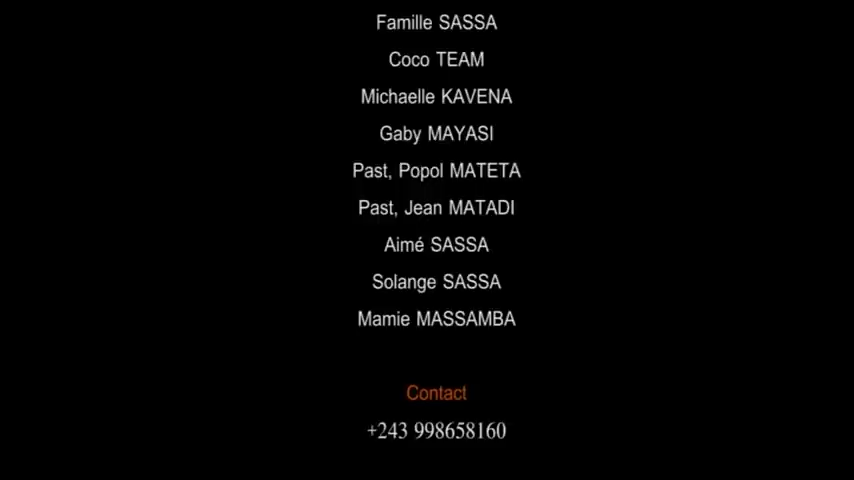 Famille SASSA
Coco TEAM
Michaelle KAVENA
Gaby MAYASI
Past, Popol MATETA
Past, Jean MATADI
Aimé SASSA
Solange SASSA
Mamie MASSAMBA
Contact
+243 998658160